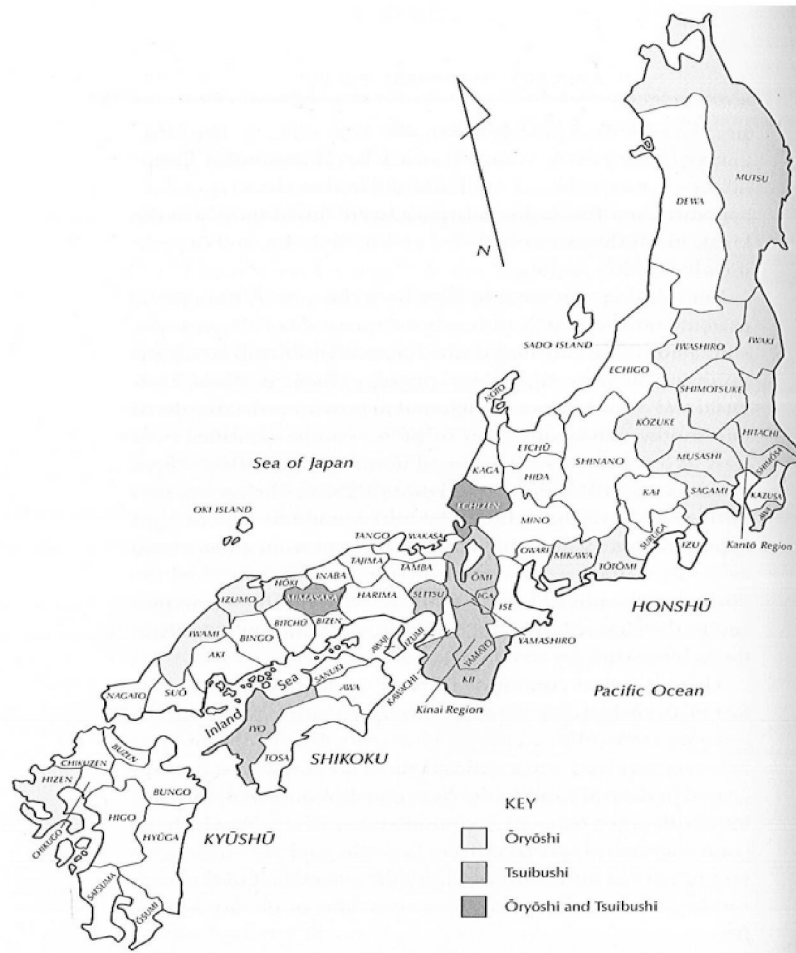 MUTSU
DEWA
N
SADO ISLAND
ECHIGO
IWASHIRO
IWAKI
NOTO
SHIMOTSUKE
KŌZUKE
HITACHI
ETCHŪ
SHINANO
MUSASHI
SHIMŌSA
Sea of Japan
KAGA
HIDA
KAI
SAGAMI
KAZUSA
AWA
ECHIZEN
MINO
SURUGA
IZU
Kantō Region
OKI ISLAND
TANGO
WAKASA
OWARI
MIKAWA
TŌTŌMI
TAJIMA
TAMBA
ŌMI
HŌKI
INABA
IZUMO
MIMASAKA
HARIMA
SETTSU
IGA
ISE
HONSHŪ
BITCHŪ
BIZEN
IWAMI
BINGO
AWAJI
IZUMI
YAMASHIRO
AKI
YAMATO
SANUKI
KAWACHI
KII
NAGATO
SUŌ
Inland Sea
AWA
Kinai Region
Pacific Ocean
IYO
BUZEN
TOSA
SHIKOKU
CHIKUZEN
HIZEN
BUNGO
KEY
CHIKUGO
HIGO
HYŪGA
KYŪSHŪ
Ōryōshi
Tsuibushi
SATSUMA
ŌSUMI
Ōryōshi and Tsuibushi